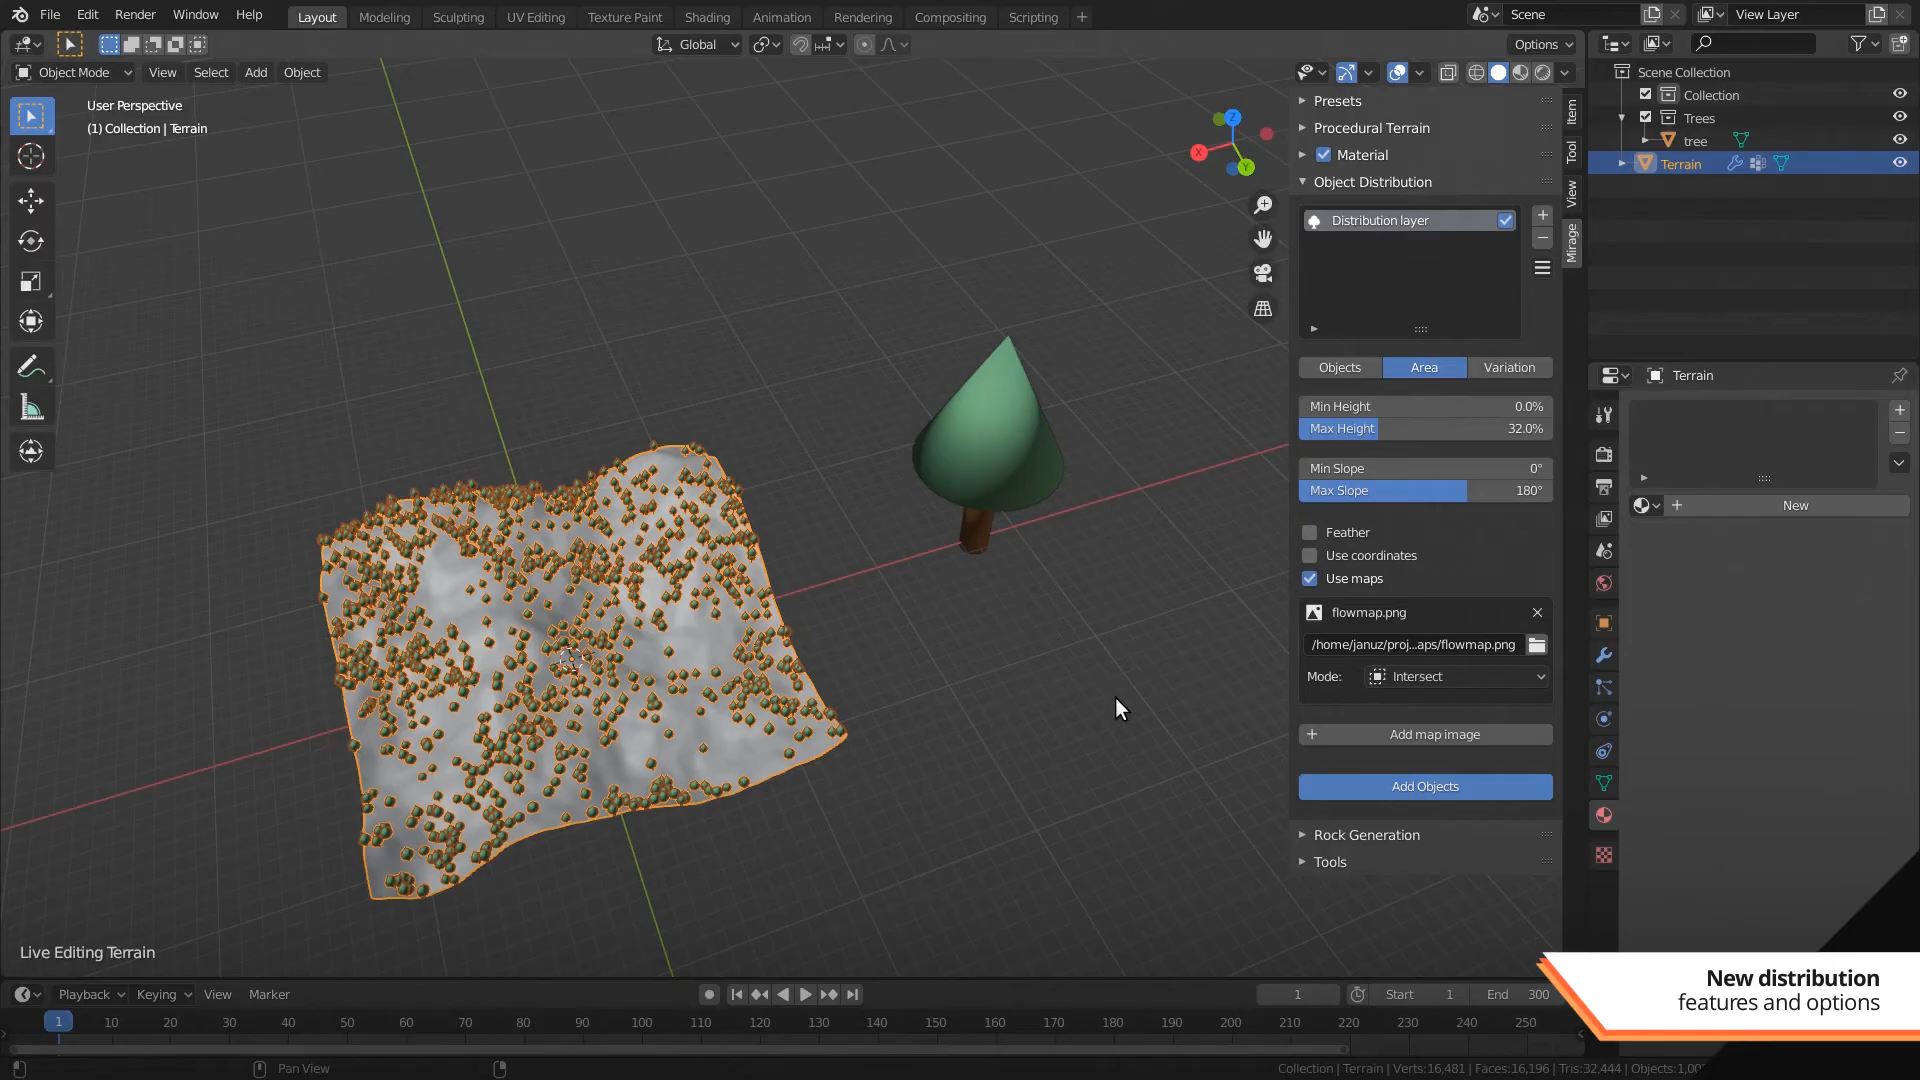 File Edit Render Window Help
Layout Modeling Sculpting UV Editing Texture Paint Shading Animation Rendering Compositing Scripting +
Scene
View Layer
Global
Options
Object Mode View Select Add Object
User Perspective
(1) Collection | Terrain
Z
X
Y
Presets
Procedural Terrain
Material
Object Distribution
Distribution layer
Objects Area Variation
Min Height 0.0%
Max Height 32.0%
Min Slope 0°
Max Slope 180°
Feather
Use coordinates
Use maps
flowmap.png
/home/januz/proj...aps/flowmap.png
Mode: Intersect
Add map image
Add Objects
Rock Generation
Tools
Item
Tool
View
Mirage
Scene Collection
Collection
Trees
tree
Terrain
Terrain
New
Live Editing Terrain
New distribution
features and options
Playback Keying View Marker
1 Start 1 End 300
1 10 20 30 40 50 60 70 80 90 100 110 120 130 140 150 160 170 180 190 200 210 220 230 240 250
Pan View
Collection | Terrain | Verts:16,481 | Faces:16,196 | Tris:32,444 | Objects:1,00